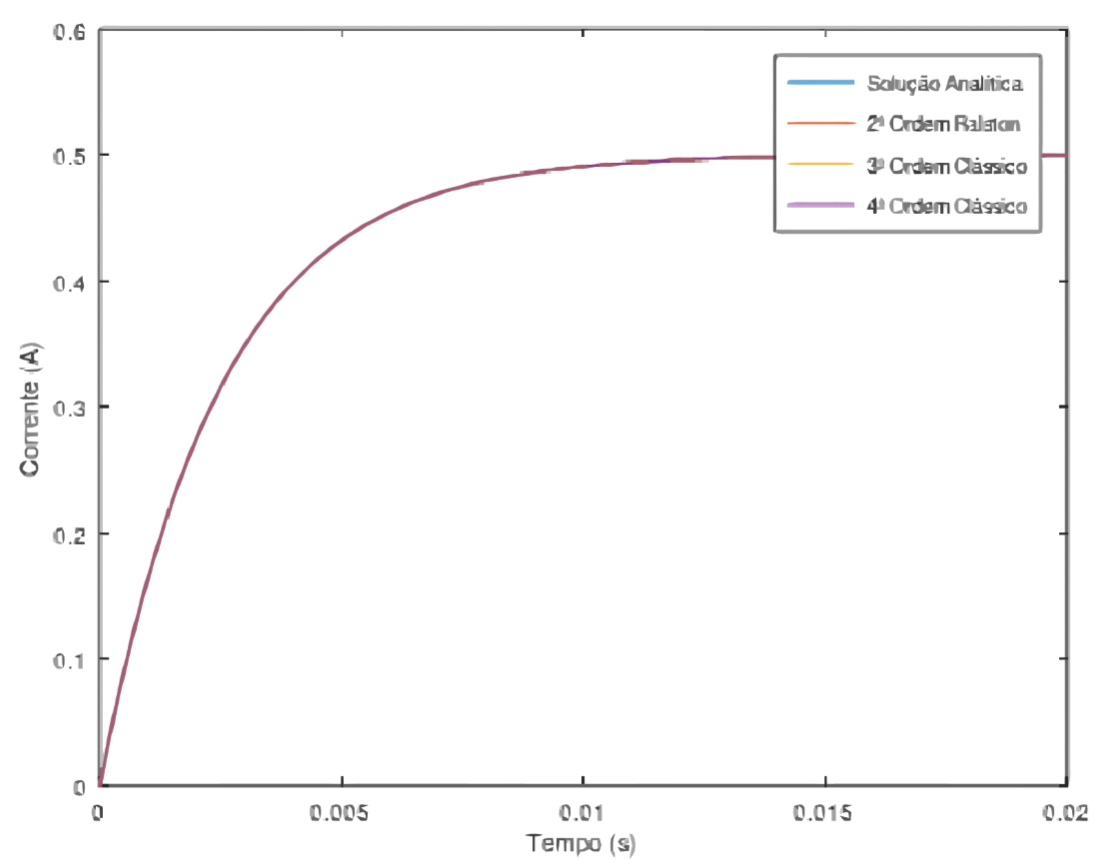 0.6
0.5
0.4
0.3
0.2
0.1
0
Corrente (A)
Solução Analítica
2ª Ordem Ralston
3ª Ordem Clássico
4ª Ordem Clássico
0 0.005 0.01 0.015 0.02
Tempo (s)